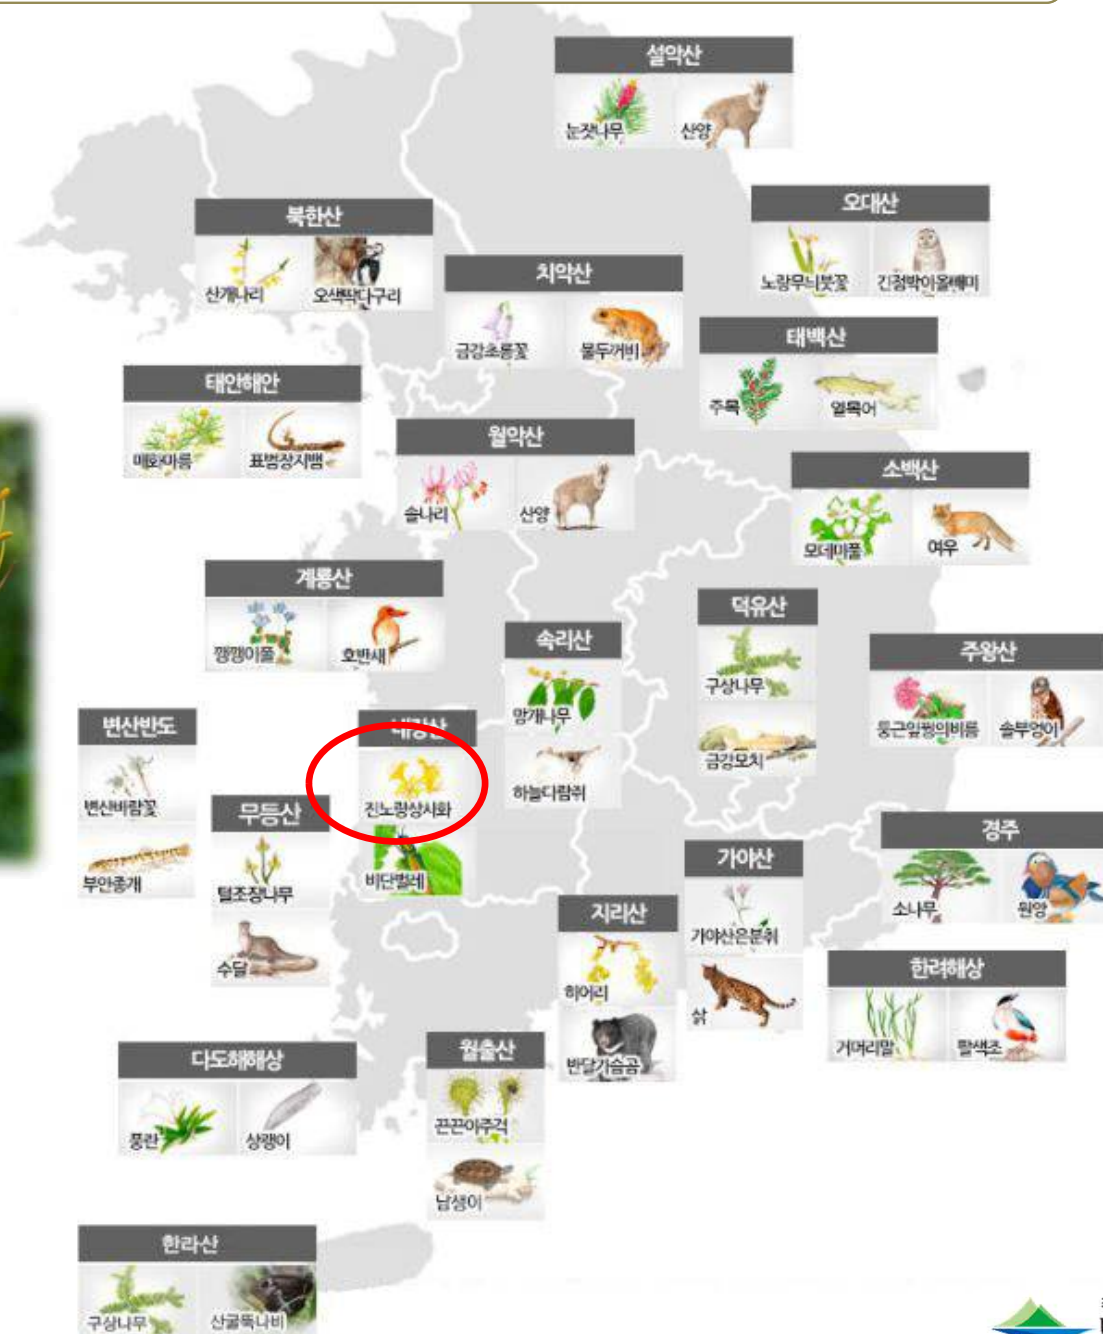 설악산
눈잣나무 산양
오대산
노랑무늬붓꽃 긴점박이올빼미
북한산
산개나리 오색딱다구리
치악산
금강초롱꽃 물두꺼비
태백산
주목 열목어
태안해안
매화마름 표범장지뱀
월악산
솔나리 산양
소백산
모데미풀 여우
계룡산
깽깽이풀 호반새
덕유산
구상나무
금강모치
속리산
망개나무
하늘다람쥐
주왕산
둥근잎꿩의비름 솔부엉이
변산반도
변산바람꽃
부안종개
내장산
진노랑상사화
비단벌레
무등산
털조장나무
수달
경주
소나무 원앙
가야산
가야산은분취
삵
지리산
히어리
반달가슴곰
한려해상
거머리말 팔색조
다도해해상
풍란 상괭이
월출산
끈끈이주걱
남생이
한라산
구상나무 산굴뚝나비